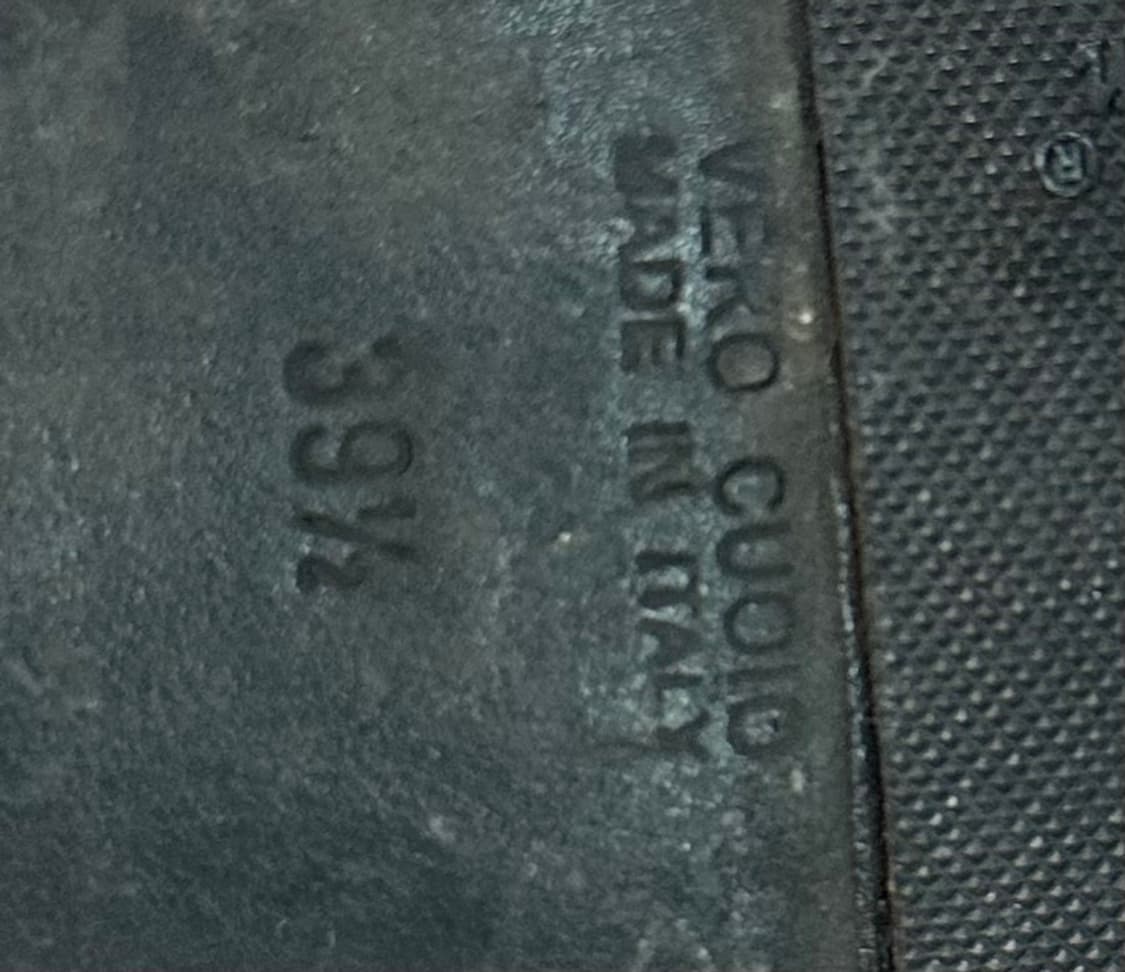 VERO CUOIO
MADE IN ITALY
39½
®